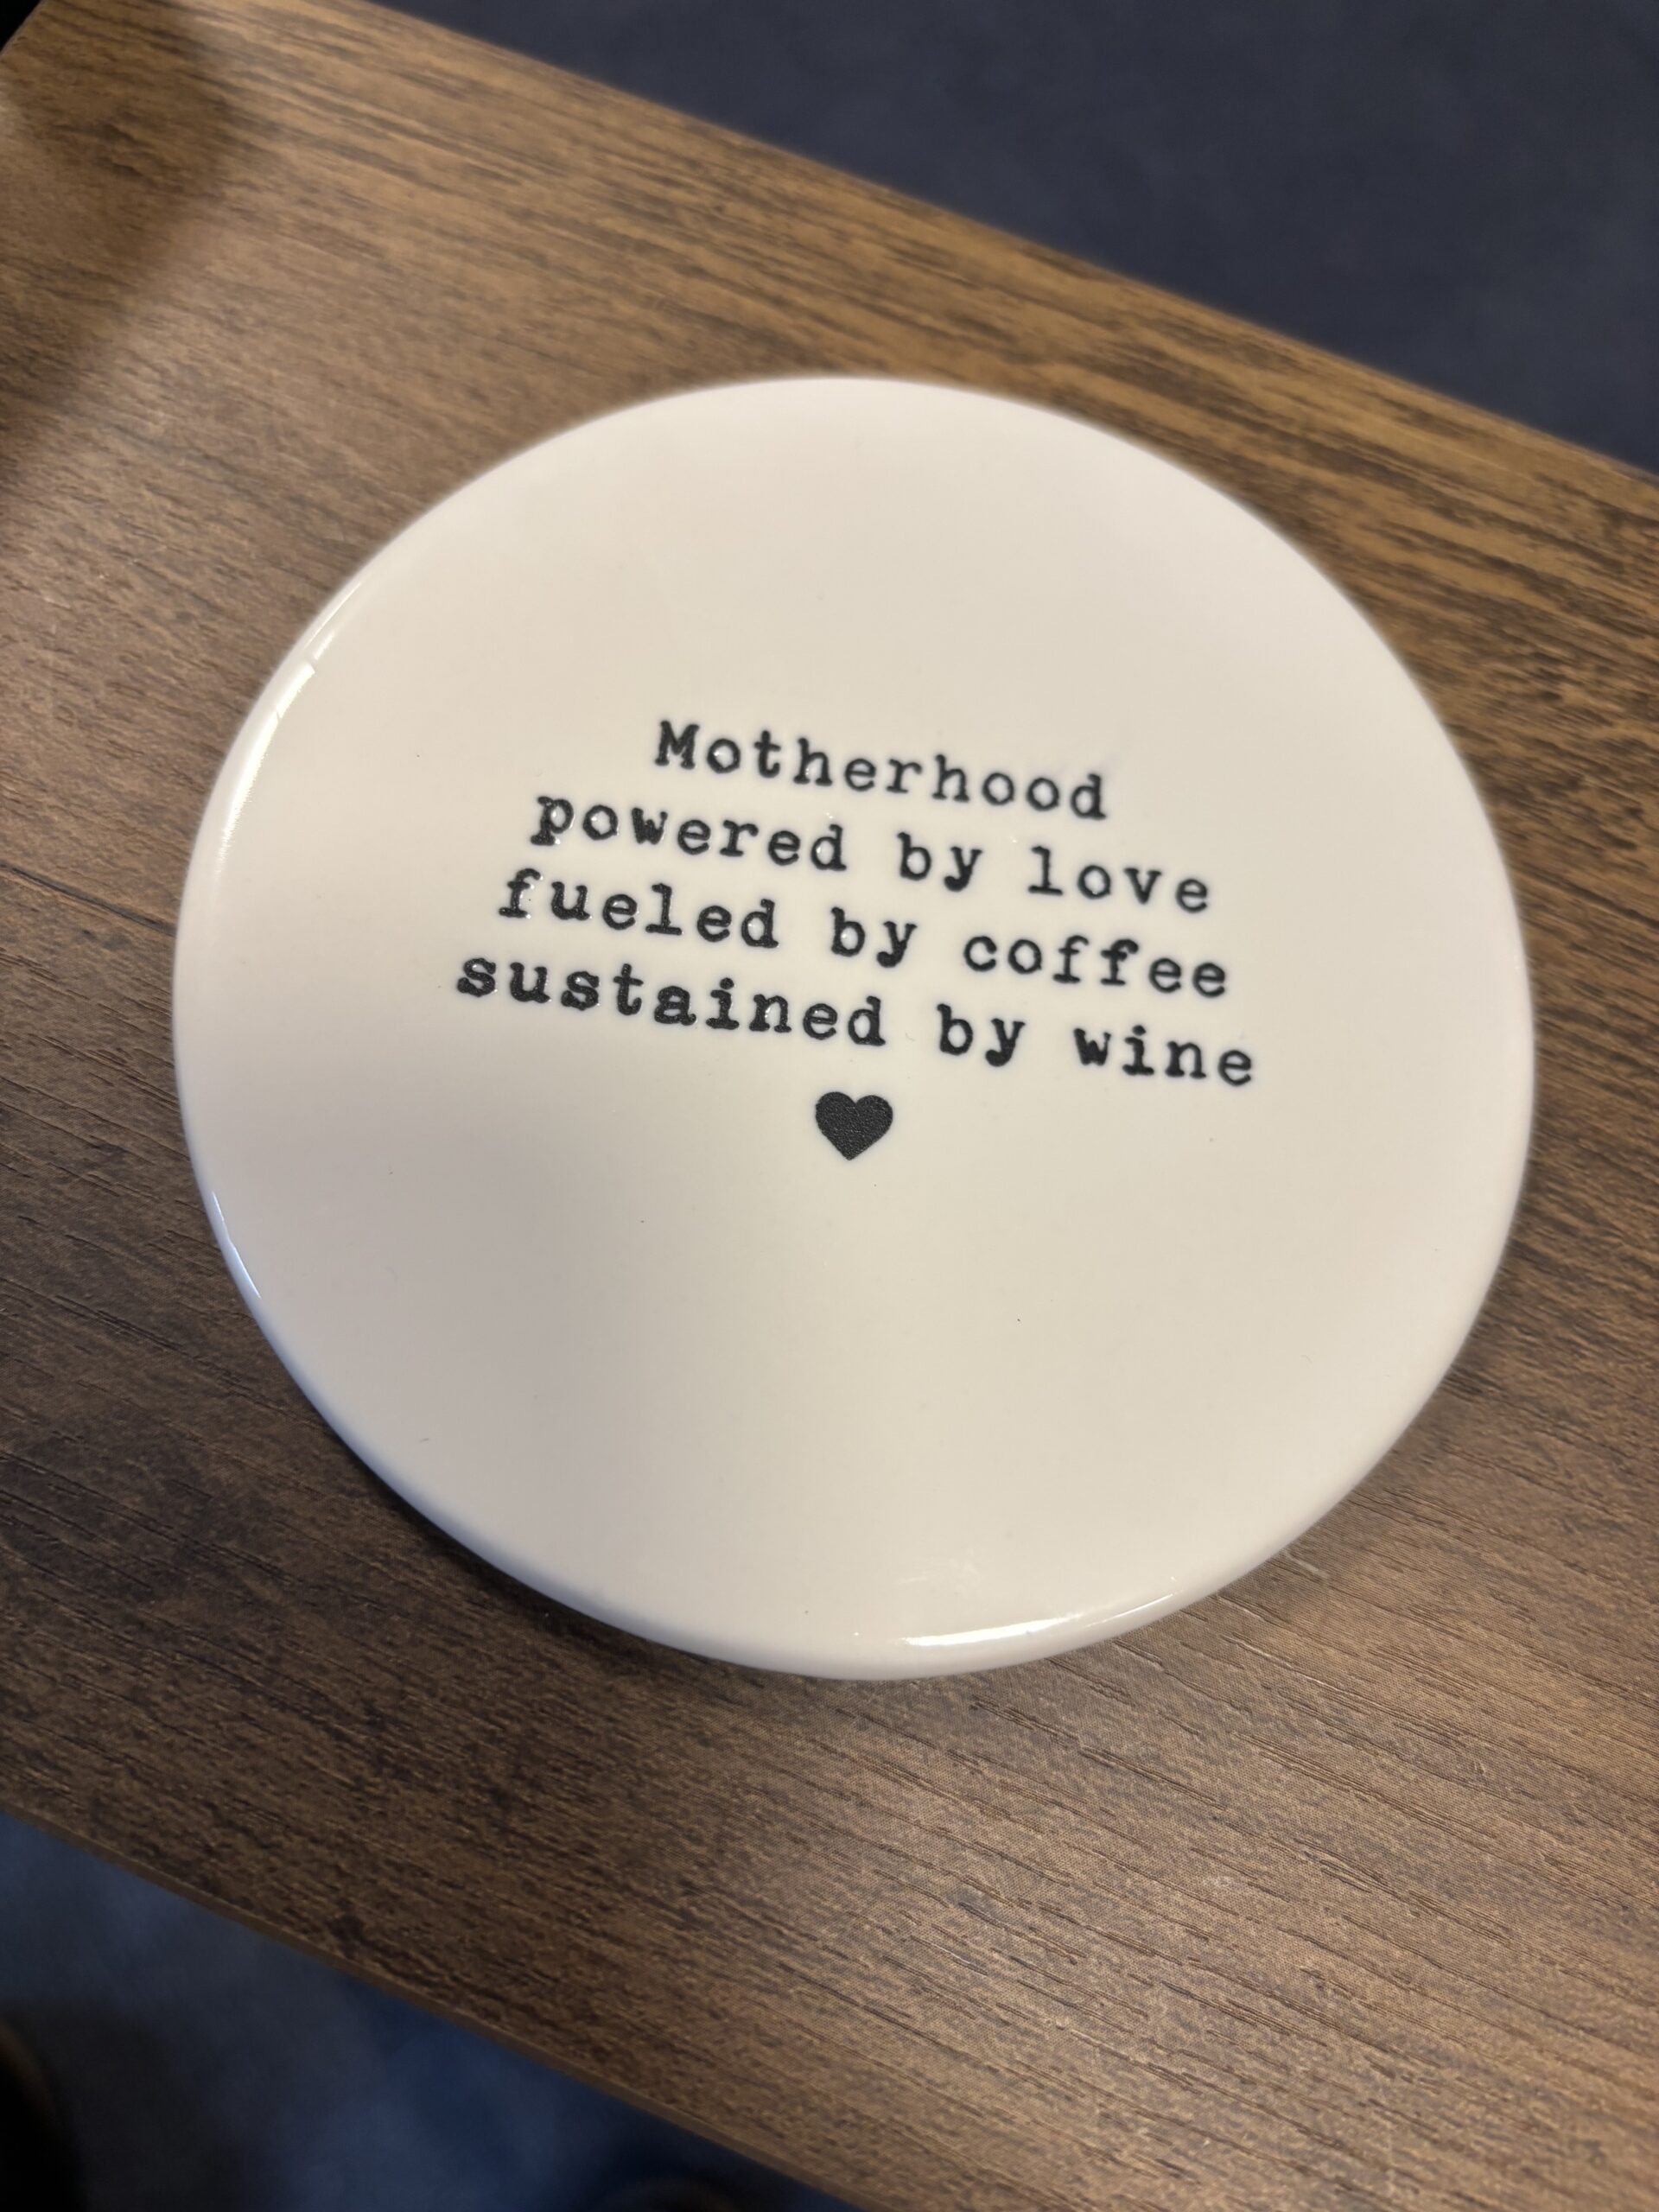 Motherhood
powered by love
fueled by coffee
sustained by wine